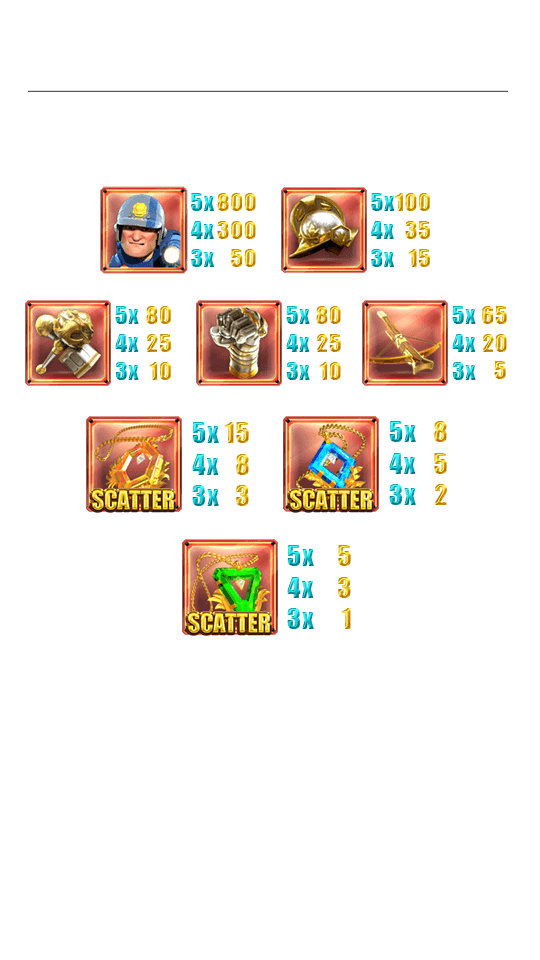 5x 800
4x 300
3x 50
5x 100
4x 35
3x 15
5x 80
4x 25
3x 10
5x 80
4x 25
3x 10
5x 65
4x 20
3x 5
SCATTER
5x 15
4x 8
3x 3
SCATTER
5x 8
4x 5
3x 2
SCATTER
5x 5
4x 3
3x 1